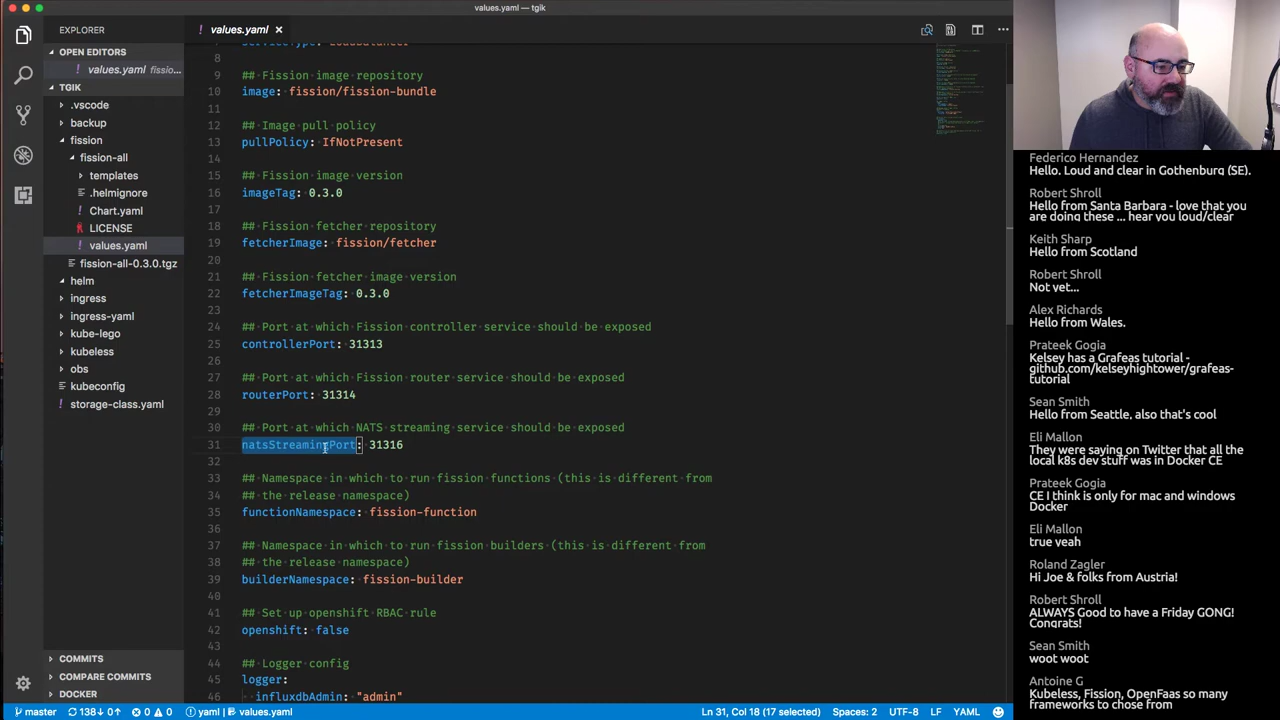 values.yaml — tgik
EXPLORER
OPEN EDITORS
values.yaml fissio...
TGIK
.vscode
backup
fission
fission-all
templates
.helmignore
Chart.yaml
LICENSE
values.yaml
fission-all-0.3.0.tgz
helm
ingress
ingress-yaml
kube-lego
kubeless
obs
kubeconfig
storage-class.yaml
COMMITS
COMPARE COMMITS
DOCKER
values.yaml
serviceType: LoadBalancer
8
9 ## Fission image repository
10 image: fission/fission-bundle
11
12 ## Image pull policy
13 pullPolicy: IfNotPresent
14
15 ## Fission image version
16 imageTag: 0.3.0
17
18 ## Fission fetcher repository
19 fetcherImage: fission/fetcher
20
21 ## Fission fetcher image version
22 fetcherImageTag: 0.3.0
23
24 ## Port at which Fission controller service should be exposed
25 controllerPort: 31313
26
27 ## Port at which Fission router service should be exposed
28 routerPort: 31314
29
30 ## Port at which NATS streaming service should be exposed
31 natsStreamingPort: 31316
32
33 ## Namespace in which to run fission functions (this is different from
34 ## the release namespace)
35 functionNamespace: fission-function
36
37 ## Namespace in which to run fission builders (this is different from
38 ## the release namespace)
39 builderNamespace: fission-builder
40
41 ## Set up openshift RBAC rule
42 openshift: false
43
44 ## Logger config
45 logger:
46 influxdbAdmin: "admin"
master 138↓ 0↑ 0 0 yaml | values.yaml Ln 31, Col 18 (17 selected) Spaces: 2 UTF-8 LF YAML
Federico Hernandez
Hello. Loud and clear in Gothenburg (SE).
Robert Shroll
Hello from Santa Barbara - love that you
are doing these ... hear you loud/clear
Keith Sharp
Hello from Scotland
Robert Shroll
Not yet...
Alex Richards
Hello from Wales.
Prateek Gogia
Kelsey has a Grafeas tutorial -
github.com/kelseyhightower/grafeas-
tutorial
Sean Smith
Hello from Seattle, also that's cool
Eli Mallon
They were saying on Twitter that all the
local k8s dev stuff was in Docker CE
Prateek Gogia
CE I think is only for mac and windows
Docker
Eli Mallon
true yeah
Roland Zagler
Hi Joe & folks from Austria!
Robert Shroll
ALWAYS Good to have a Friday GONG!
Congrats!
Sean Smith
woot woot
Antoine G
Kubeless, Fission, OpenFaas so many
frameworks to chose from